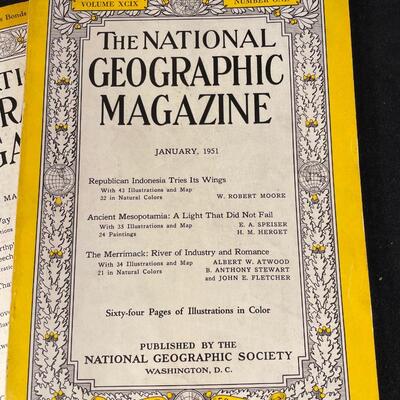 s Bonds
VOLUME XCIX
NUMBER ONE
THE NATIONAL
GEOGRAPHIC
MAGAZINE
JANUARY, 1951
Republican Indonesia Tries Its Wings
With 43 Illustrations and Map
32 in Natural Colors
W. ROBERT MOORE
Ancient Mesopotamia: A Light That Did Not Fail
With 35 Illustrations and Map
E. A. SPEISER
24 Paintings
H. M. HERGET
The Merrimack: River of Industry and Romance
With 34 Illustrations and Map
ALBERT W. ATWOOD
21 in Natural Colors
B. ANTHONY STEWART
and JOHN E. FLETCHER
Sixty-four Pages of Illustrations in Color
PUBLISHED BY THE
NATIONAL GEOGRAPHIC SOCIETY
WASHINGTON, D. C.